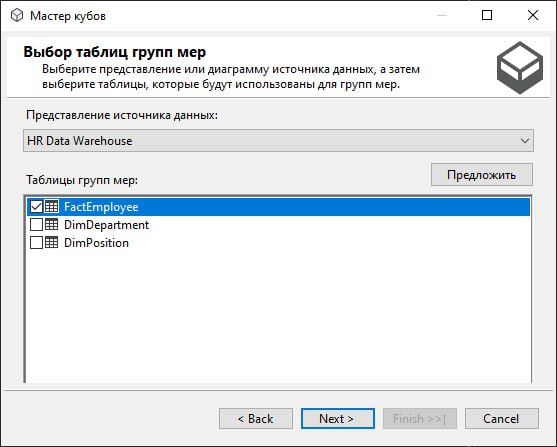 Мастер кубов
Выбор таблиц групп мер
Выберите представление или диаграмму источника данных, а затем
выберите таблицы, которые будут использованы для групп мер.
Представление источника данных:
HR Data Warehouse
Предложить
Таблицы групп мер:
FactEmployee
DimDepartment
DimPosition
< Back
Next >
Finish >>|
Cancel